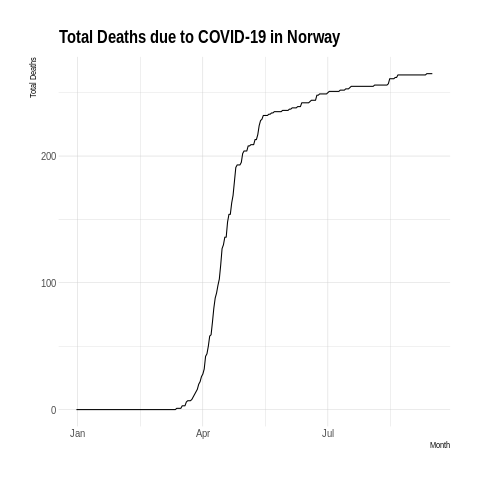 Total Deaths due to COVID-19 in Norway
Total Deaths
200
100
0
Jan Apr Jul
Month